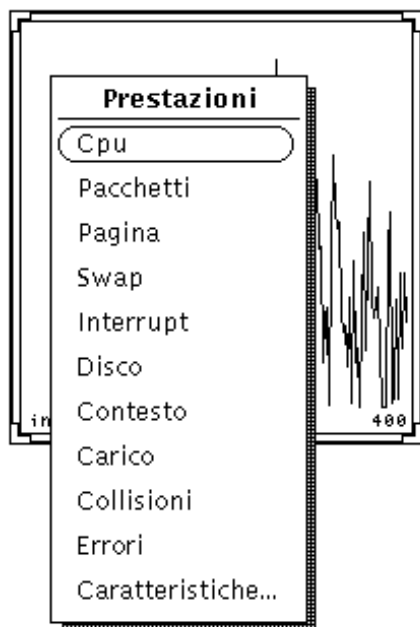 Prestazioni
Cpu
Pacchetti
Pagina
Swap
Interrupt
Disco
Contesto
Carico
Collisioni
Errori
Caratteristiche...
400